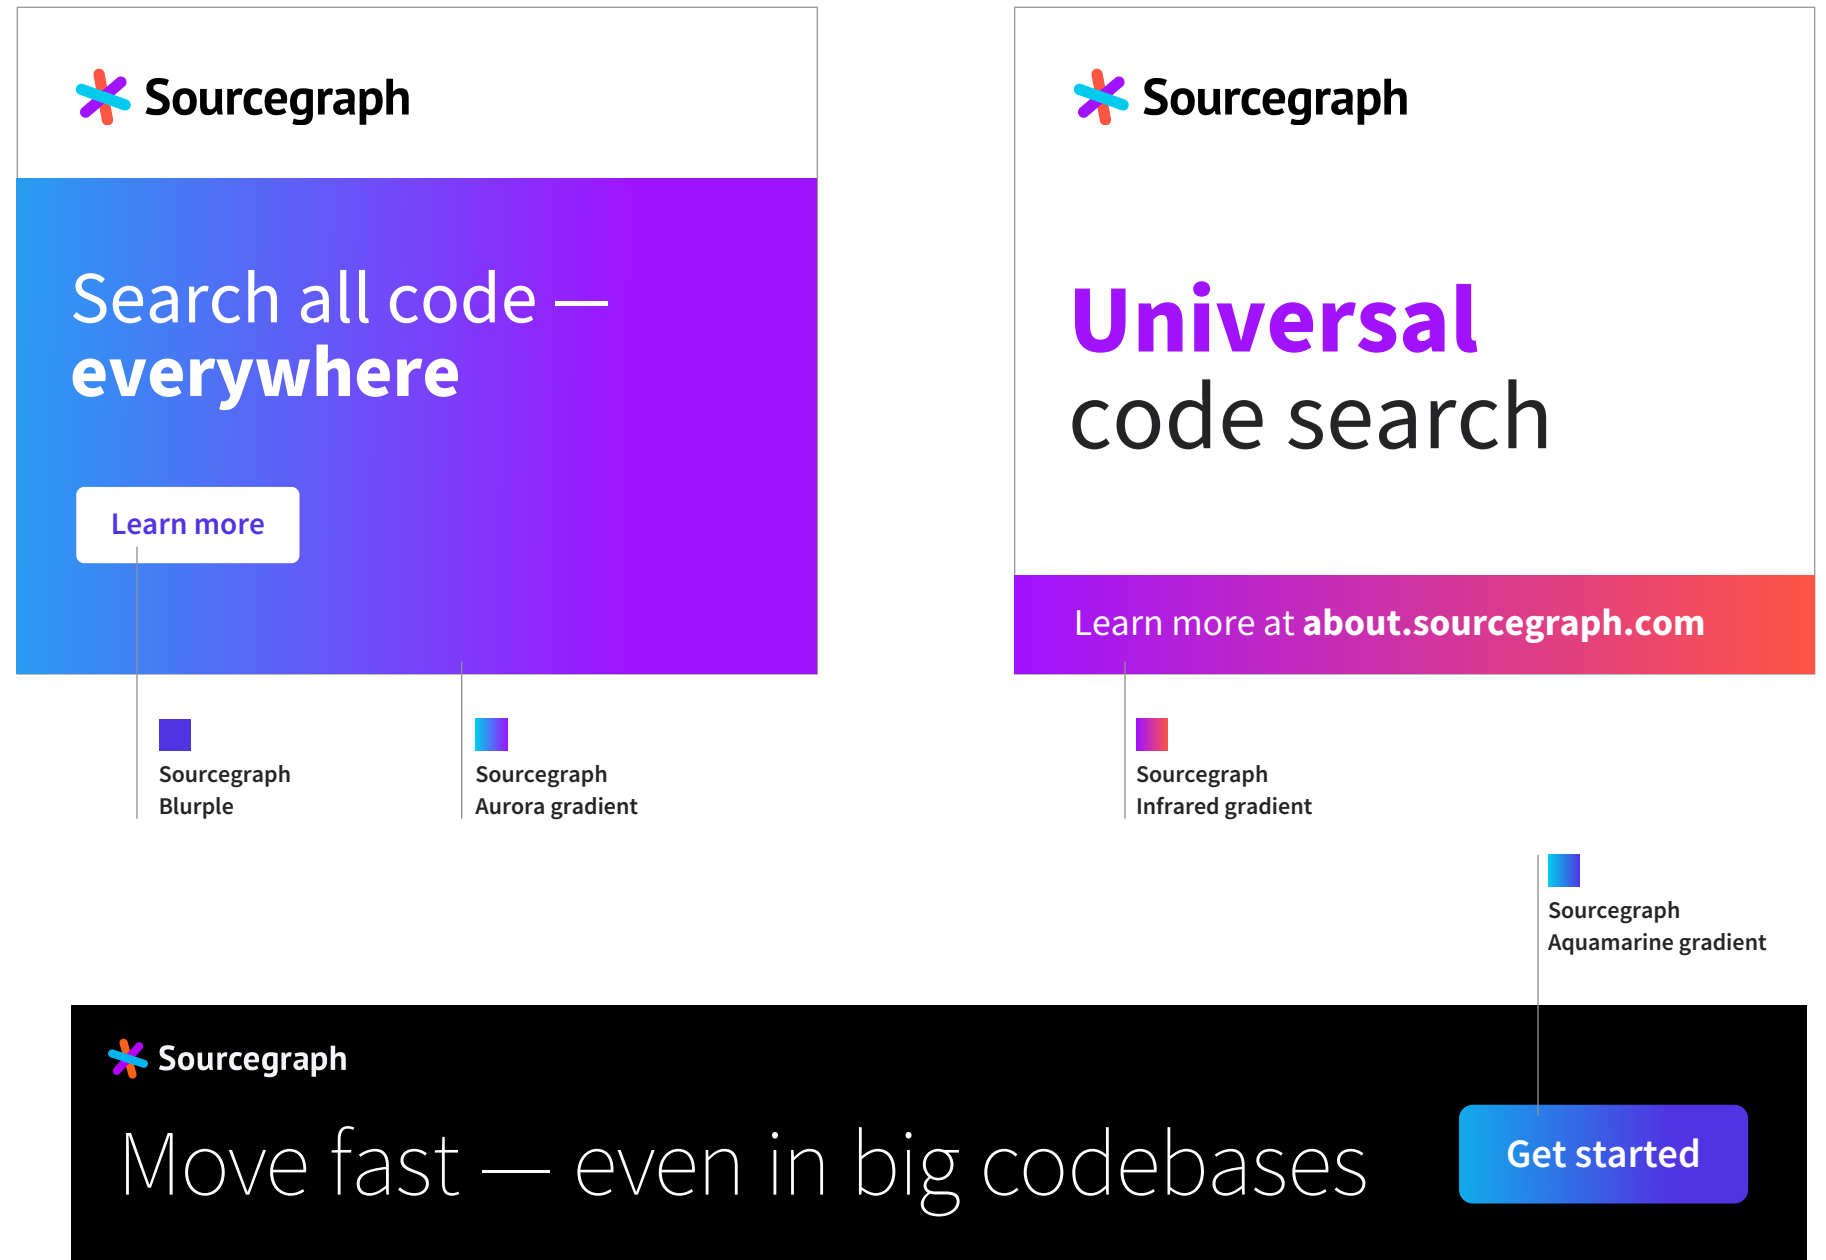 Sourcegraph
Search all code —
everywhere
Learn more
Sourcegraph
Blurple
Sourcegraph
Aurora gradient
Sourcegraph
Universal
code search
Learn more at about.sourcegraph.com
Sourcegraph
Infrared gradient
Sourcegraph
Aquamarine gradient
Sourcegraph
Move fast — even in big codebases
Get started